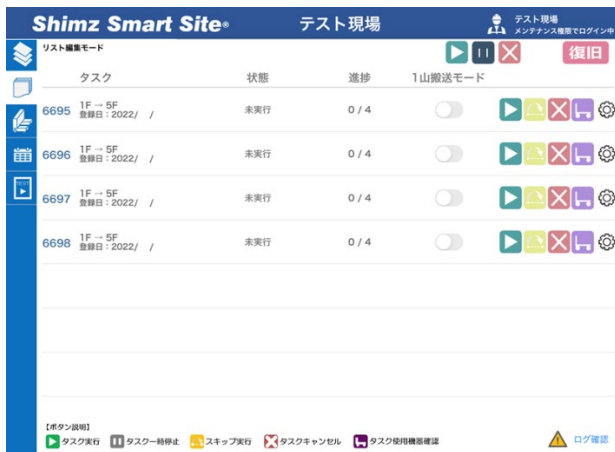 Shimz Smart Site® テスト現場 テスト現場
メンテナンス権限でログイン中
リスト編集モード 復旧
タスク 状態 進捗 1山搬送モード
6695 1F → 5F 未実行 0 / 4
登録日：2022/ /
6696 1F → 5F 未実行 0 / 4
登録日：2022/ /
6697 1F → 5F 未実行 0 / 4
登録日：2022/ /
6698 1F → 5F 未実行 0 / 4
登録日：2022/ /
【ボタン説明】
タスク実行 タスク一時停止 スキップ実行 タスクキャンセル タスク使用機器確認 ログ確認